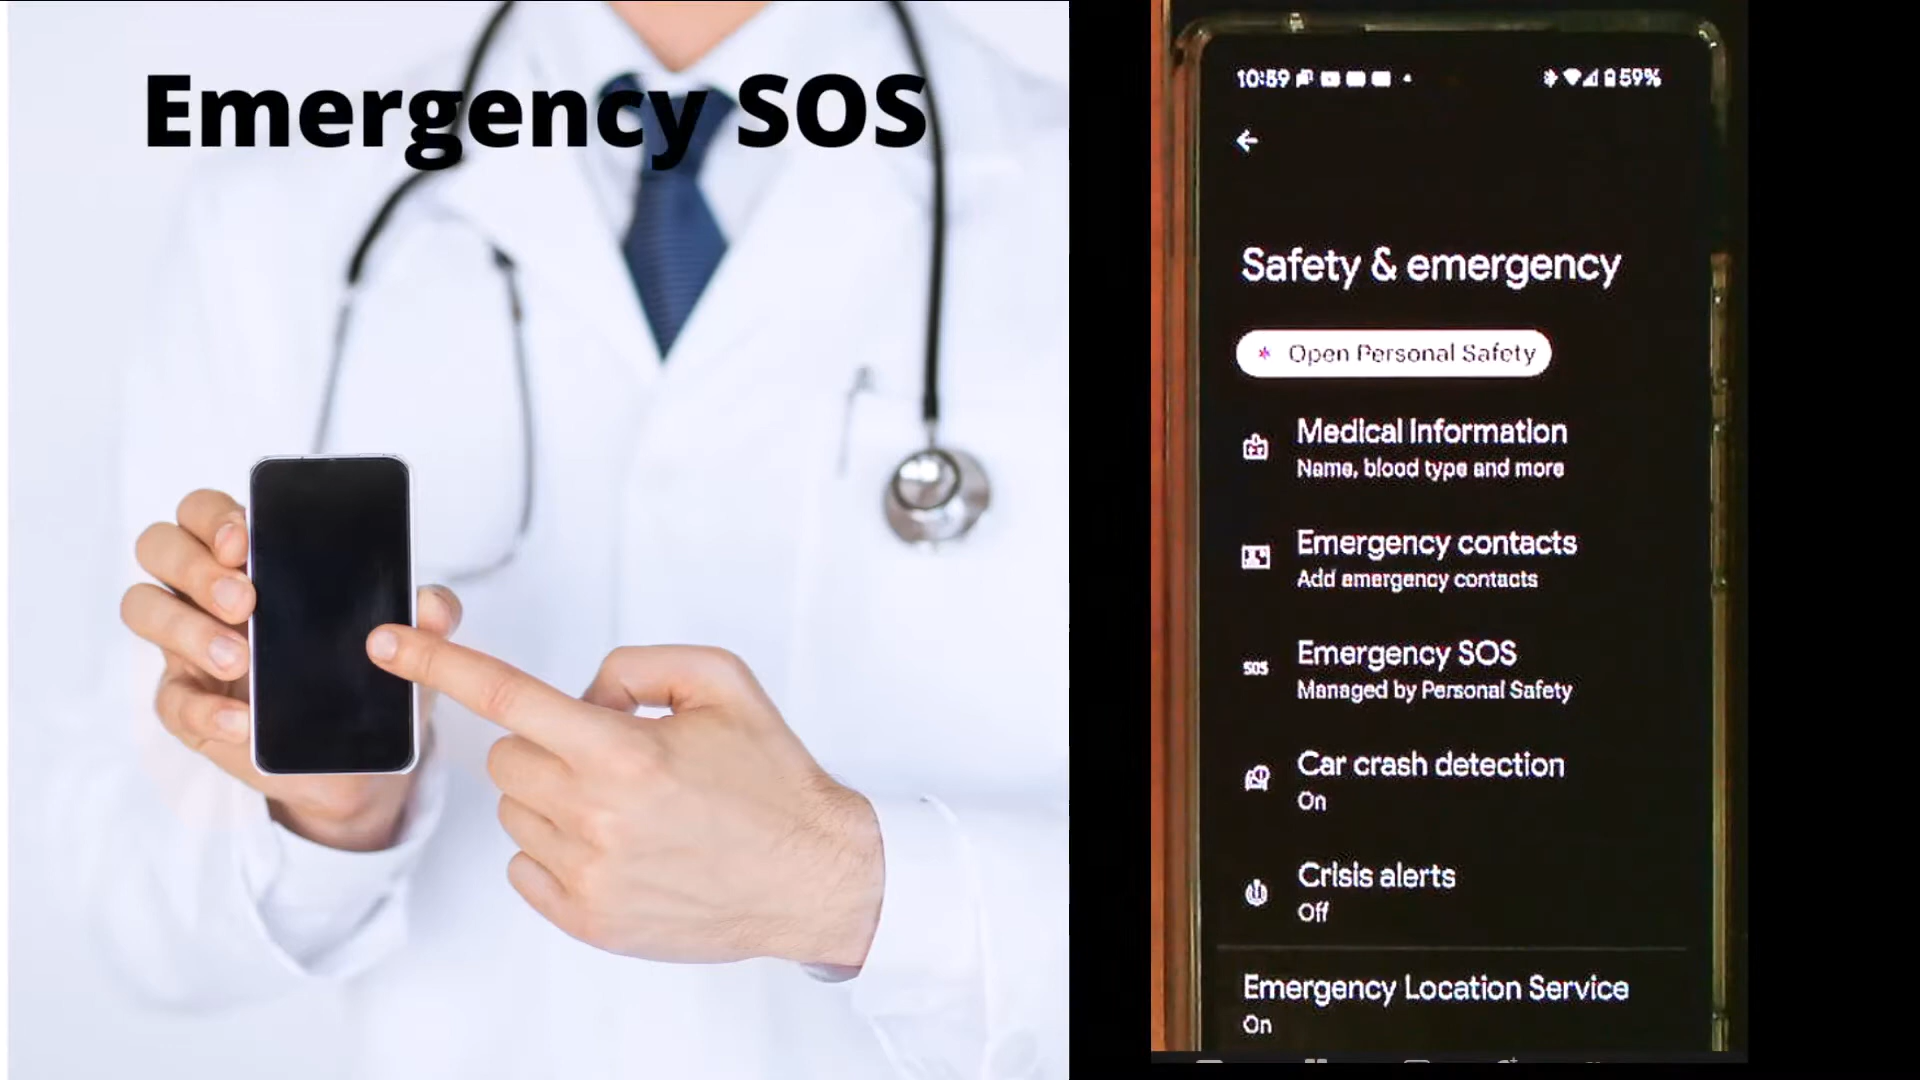 Emergency SOS
10:59
59%
Safety & emergency
Open Personal Safety
Medical information
Name, blood type and more
Emergency contacts
Add emergency contacts
SOS
Emergency SOS
Managed by Personal Safety
Car crash detection
On
Crisis alerts
Off
Emergency Location Service
On